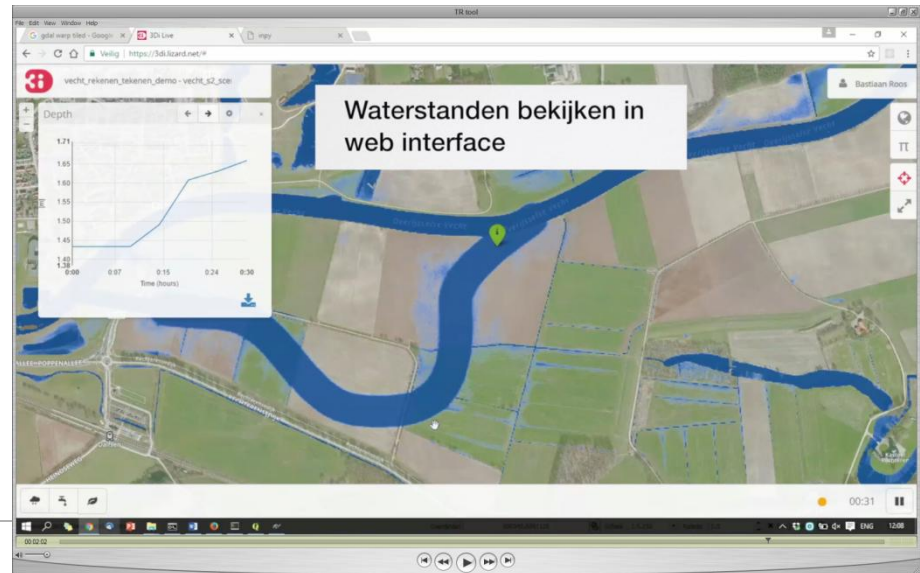 TR tool
File Edit View Window Help
gdal warp tiled - Google
3Di Live
Veilig | https://3di.lizard.net/#
3i
vecht_rekenen_tekenen_demo - vecht_s2_sce
Bastiaan Roos
Waterstanden bekijken in
web interface
Depth
1.71
1.65
1.60
1.55
1.50
1.45
1.40
1.38
0:00 0:07 0:15 0:24 0:30
Time (hours)
Overijsselse Vecht
00:31
ENG 12:08
00:02:02